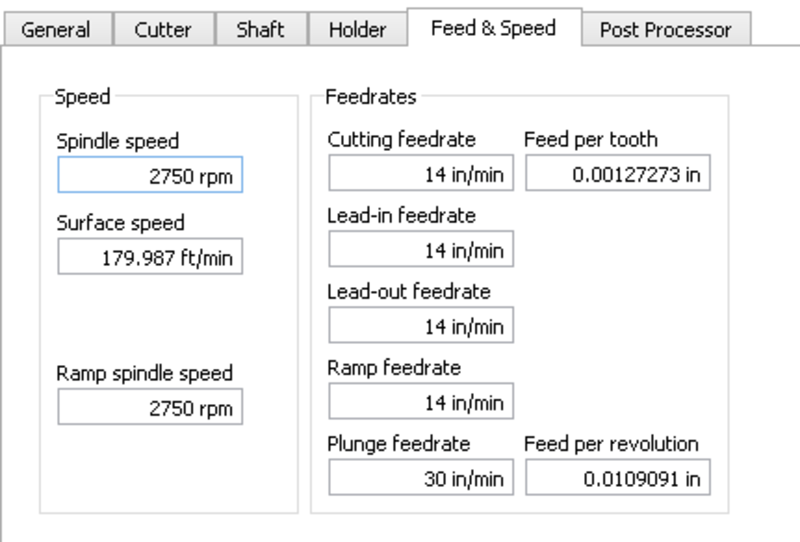 General Cutter Shaft Holder Feed & Speed Post Processor
Speed
Spindle speed
2750 rpm
Surface speed
179.987 ft/min
Ramp spindle speed
2750 rpm
Feedrates
Cutting feedrate Feed per tooth
14 in/min 0.00127273 in
Lead-in feedrate
14 in/min
Lead-out feedrate
14 in/min
Ramp feedrate
14 in/min
Plunge feedrate Feed per revolution
30 in/min 0.0109091 in